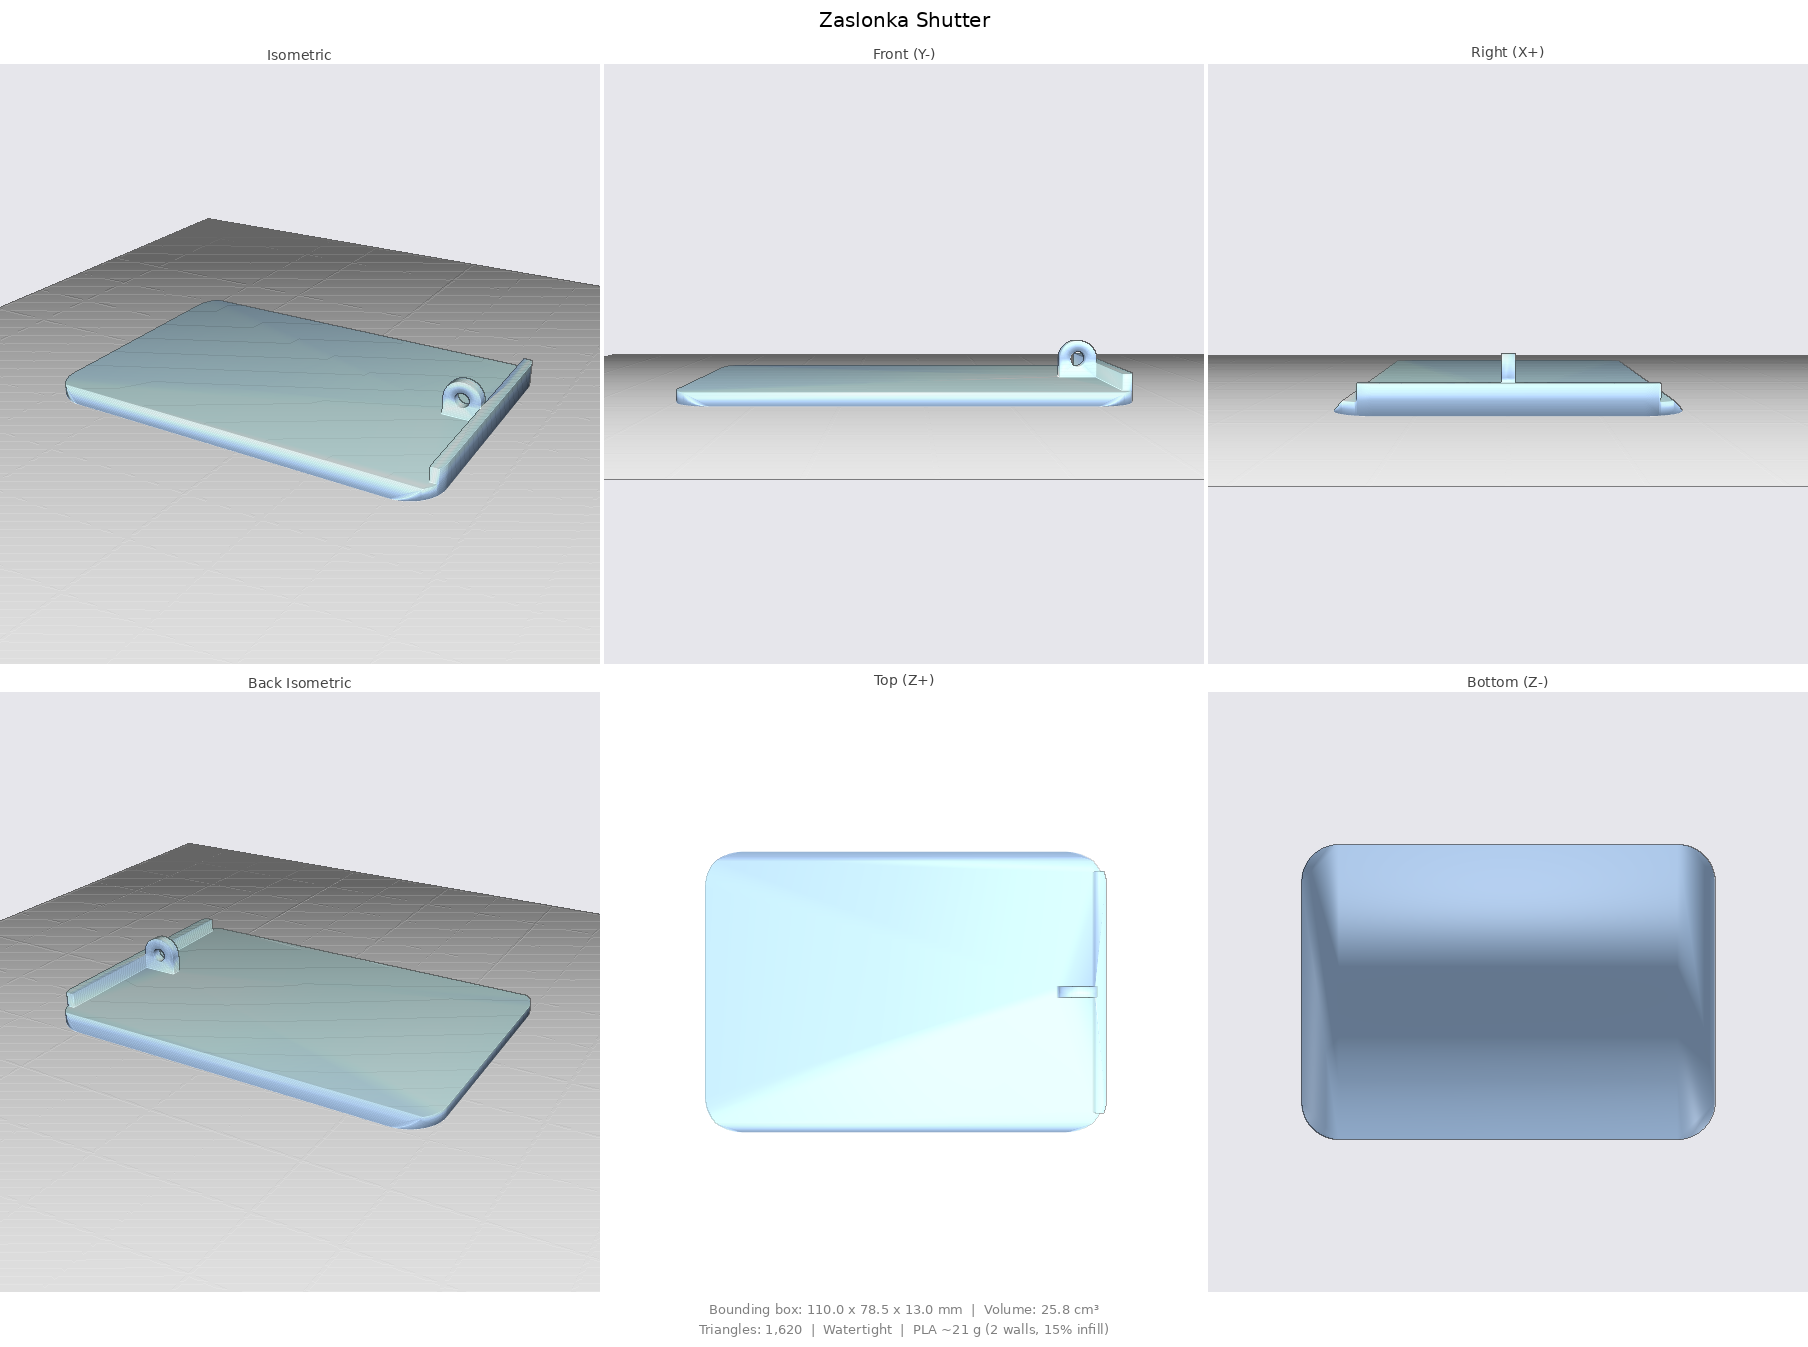 Zaslonka Shutter
Isometric
Front (Y-)
Right (X+)
Back Isometric
Top (Z+)
Bottom (Z-)
Bounding box: 110.0 x 78.5 x 13.0 mm | Volume: 25.8 cm³
Triangles: 1,620 | Watertight | PLA ~21 g (2 walls, 15% infill)